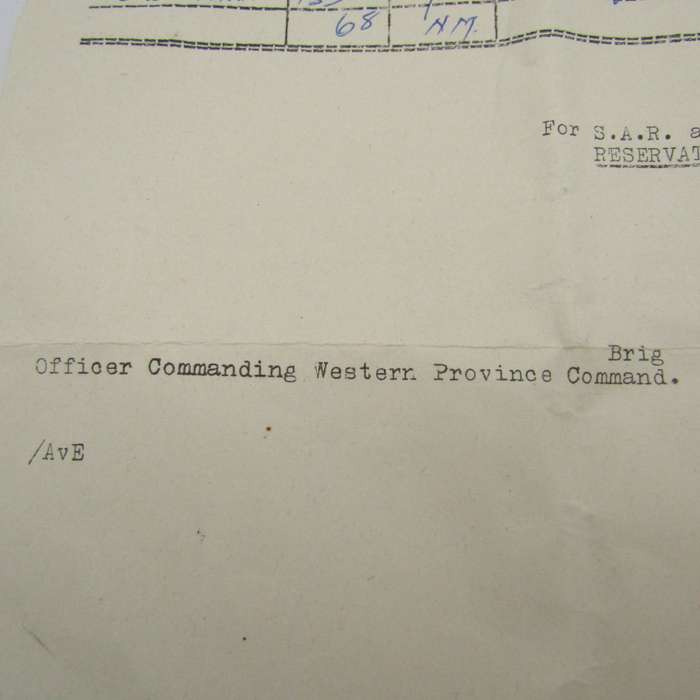 68 NM.
For S.A.R. a
RESERVAT
Brig
Officer Commanding Western Province Command.
/AvE